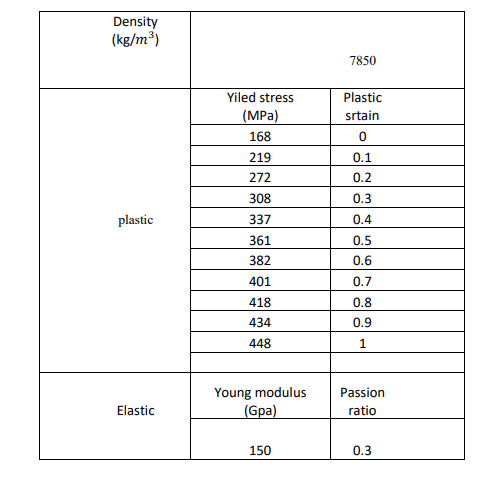 Density
(kg/m³)
7850
Yiled stress
(MPa)
Plastic
srtain
168 0
219 0.1
272 0.2
308 0.3
plastic
337 0.4
361 0.5
382 0.6
401 0.7
418 0.8
434 0.9
448 1
Elastic
Young modulus
(Gpa)
Passion
ratio
150 0.3